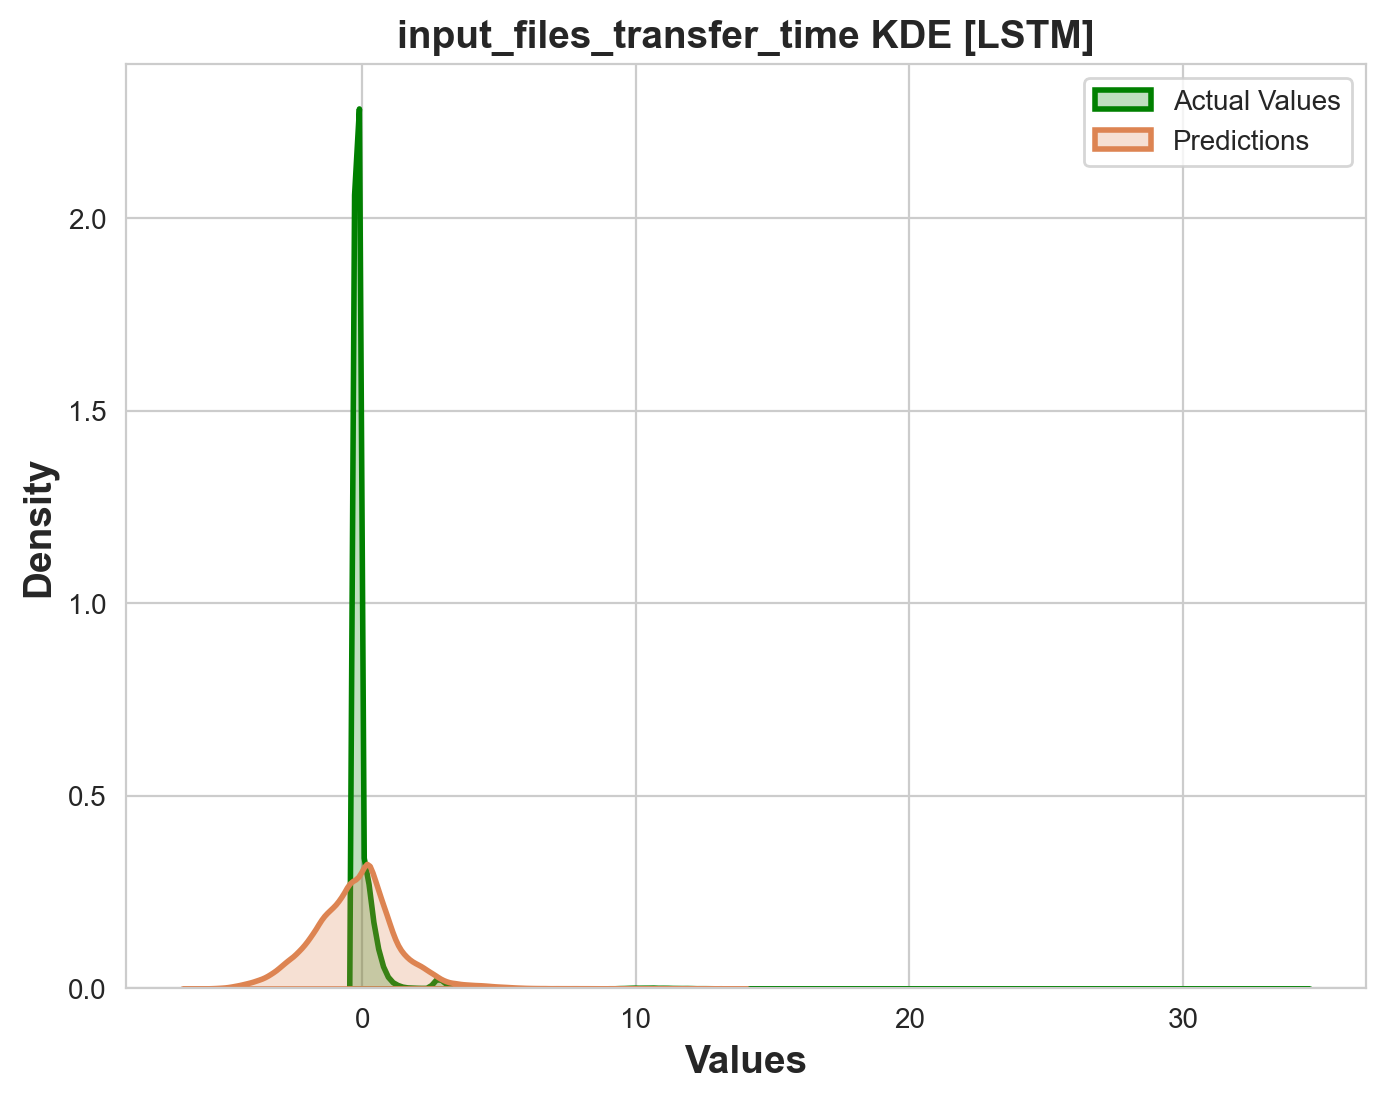 input_files_transfer_time KDE [LSTM]
Actual Values
Predictions
Density
2.0
1.5
1.0
0.5
0.0
0
10
20
30
Values